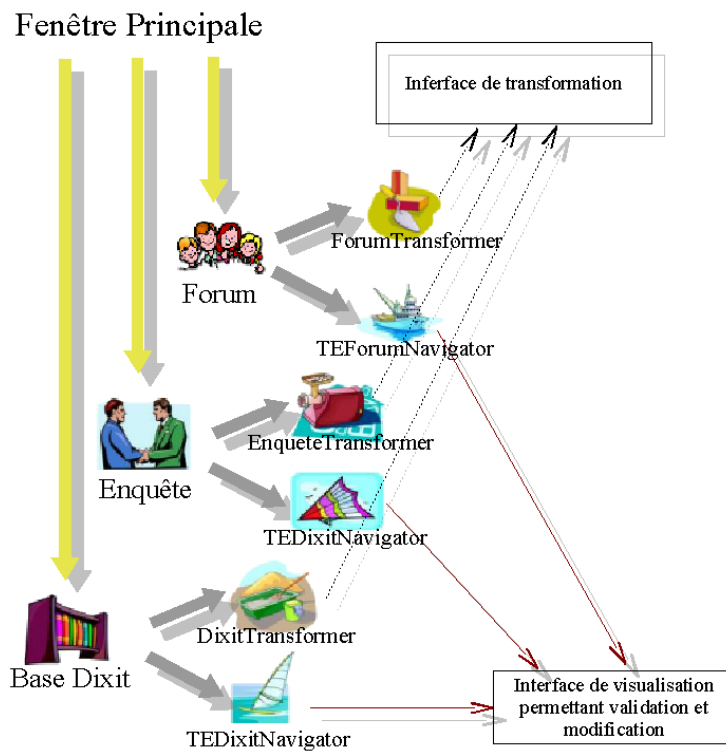 Fenêtre Principale
Inferface de transformation
ForumTransformer
Forum
TEForumNavigator
EnqueteTransformer
Enquête
TEDixitNavigator
DixitTransformer
Base Dixit
Interface de visualisation
permettant validation et
modification
TEDixitNavigator